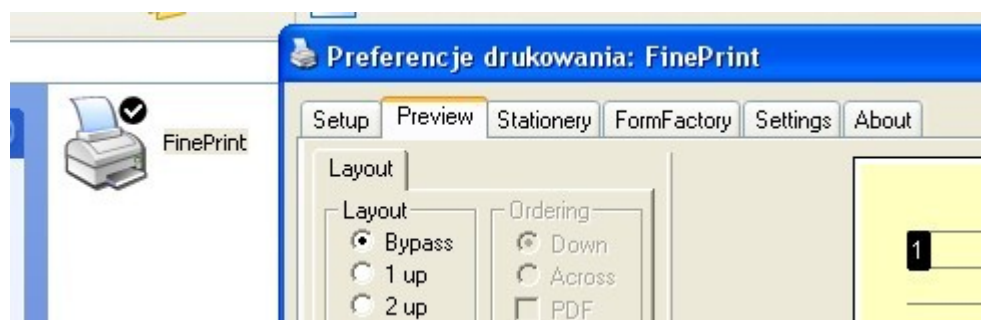 Preferencje drukowania: FinePrint
Setup Preview Stationery FormFactory Settings About
FinePrint
Layout
Layout Ordering
Bypass Down
1
1 up Across
2 up PDF